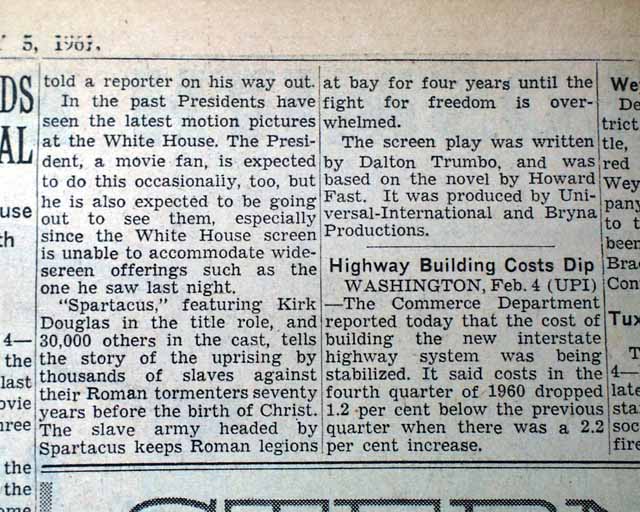 5, 1961.
DS
AL
use
th
4—
the
last
ovie
hree
the
the
ome
told a reporter on his way out.
In the past Presidents have
seen the latest motion pictures
at the White House. The Presi-
dent, a movie fan, is expected
to do this occasionally, too, but
he is also expected to be going
out to see them, especially
since the White House screen
is unable to accommodate wide-
screen offerings such as the
one he saw last night.
"Spartacus," featuring Kirk
Douglas in the title role, and
30,000 others in the cast, tells
the story of the uprising by
thousands of slaves against
their Roman tormenters seventy
years before the birth of Christ.
The slave army headed by
Spartacus keeps Roman legions
at bay for four years until the
fight for freedom is over-
whelmed.
The screen play was written
by Dalton Trumbo, and was
based on the novel by Howard
Fast. It was produced by Uni-
versal-International and Bryna
Productions.
Highway Building Costs Dip
WASHINGTON, Feb. 4 (UPI)
—The Commerce Department
reported today that the cost of
building the new interstate
highway system was being
stabilized. It said costs in the
fourth quarter of 1960 dropped
1.2 per cent below the previous
quarter when there was a 2.2
per cent increase.
We
De
trict
tle,
red
Wey
pany
to t
been
Brad
Con
Tux
T
4—
late
sta
soc
fire